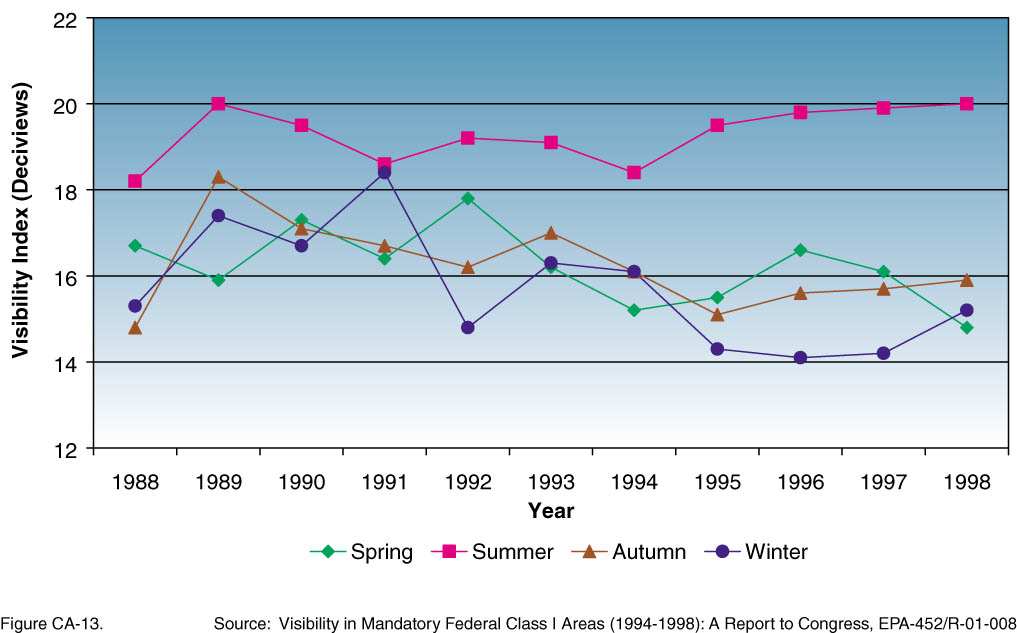 22
20
18
16
14
12
Visibility Index (Deciviews)
1988 1989 1990 1991 1992 1993 1994 1995 1996 1997 1998
Year
Spring Summer Autumn Winter
Figure CA-13. Source: Visibility in Mandatory Federal Class I Areas (1994-1998): A Report to Congress, EPA-452/R-01-008